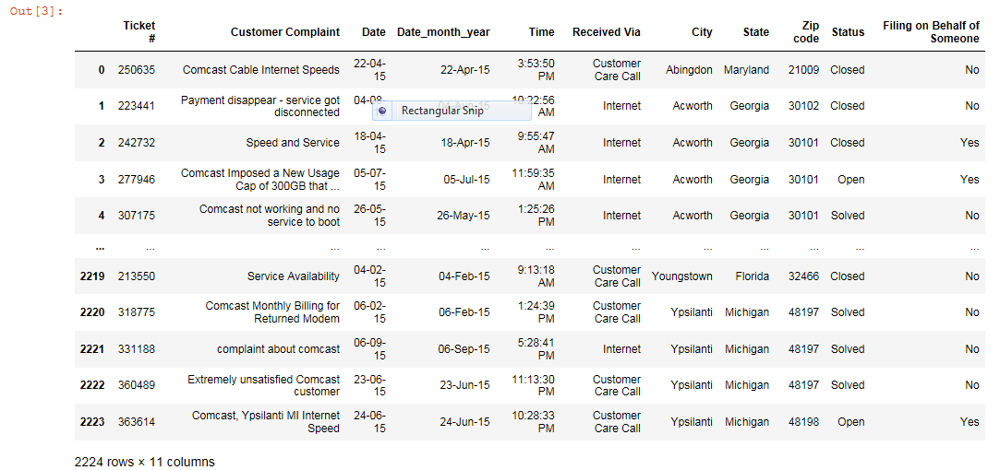 Out[3]:
Ticket # Customer Complaint Date Date_month_year Time Received Via City State Zip code Status Filing on Behalf of Someone
0 250635 Comcast Cable Internet Speeds 22-04-15 22-Apr-15 3:53:50 PM Customer Care Call Abingdon Maryland 21009 Closed No
1 223441 Payment disappear - service got disconnected 04-08- 10:22:56 AM Internet Acworth Georgia 30102 Closed No
Rectangular Snip
2 242732 Speed and Service 18-04-15 18-Apr-15 9:55:47 AM Internet Acworth Georgia 30101 Closed Yes
3 277946 Comcast Imposed a New Usage Cap of 300GB that ... 05-07-15 05-Jul-15 11:59:35 AM Internet Acworth Georgia 30101 Open Yes
4 307175 Comcast not working and no service to boot 26-05-15 26-May-15 1:25:26 PM Internet Acworth Georgia 30101 Solved No
... ... ... ... ... ... ... ... ... ... ... ...
2219 213550 Service Availability 04-02-15 04-Feb-15 9:13:18 AM Customer Care Call Youngstown Florida 32466 Closed No
2220 318775 Comcast Monthly Billing for Returned Modem 06-02-15 06-Feb-15 1:24:39 PM Customer Care Call Ypsilanti Michigan 48197 Solved No
2221 331188 complaint about comcast 06-09-15 06-Sep-15 5:28:41 PM Internet Ypsilanti Michigan 48197 Solved No
2222 360489 Extremely unsatisfied Comcast customer 23-06-15 23-Jun-15 11:13:30 PM Customer Care Call Ypsilanti Michigan 48197 Solved No
2223 363614 Comcast, Ypsilanti MI Internet Speed 24-06-15 24-Jun-15 10:28:33 PM Customer Care Call Ypsilanti Michigan 48198 Open Yes
2224 rows × 11 columns